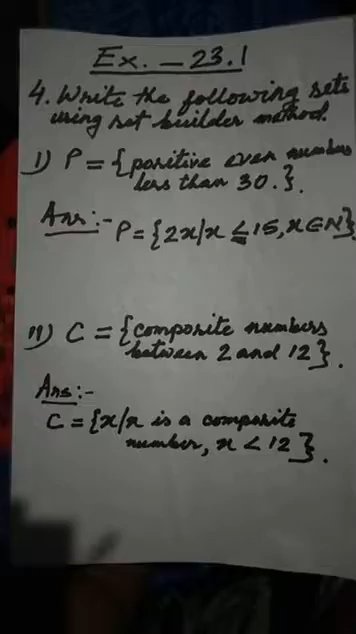 Ex. — 23.1
4. Write the following sets
using set builder method.
I) P = {positive even numbers
less than 30.}.
Ans:-
P = {2x/x ≤ 15, x ∈ N}
II) C = {composite numbers
between 2 and 12}.
Ans:-
C = {x/x is a composite
number, x < 12}.